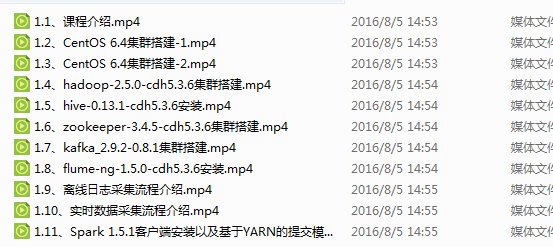 1.1、课程介绍.mp4 2016/8/5 14:53 媒体文件
1.2、CentOS 6.4集群搭建-1.mp4 2016/8/5 14:53 媒体文件
1.3、CentOS 6.4集群搭建-2.mp4 2016/8/5 14:53 媒体文件
1.4、hadoop-2.5.0-cdh5.3.6集群搭建.mp4 2016/8/5 14:54 媒体文件
1.5、hive-0.13.1-cdh5.3.6安装.mp4 2016/8/5 14:54 媒体文件
1.6、zookeeper-3.4.5-cdh5.3.6集群搭建.mp4 2016/8/5 14:54 媒体文件
1.7、kafka_2.9.2-0.8.1集群搭建.mp4 2016/8/5 14:54 媒体文件
1.8、flume-ng-1.5.0-cdh5.3.6安装.mp4 2016/8/5 14:54 媒体文件
1.9、离线日志采集流程介绍.mp4 2016/8/5 14:55 媒体文件
1.10、实时数据采集流程介绍.mp4 2016/8/5 14:55 媒体文件
1.11、Spark 1.5.1客户端安装以及基于YARN的提交模... 2016/8/5 14:55 媒体文件